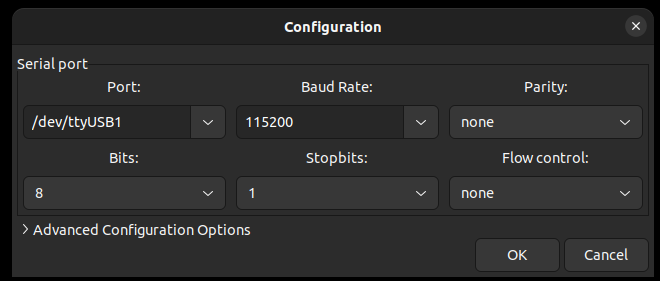 Configuration
Serial port
Port: Baud Rate: Parity:
/dev/ttyUSB1 115200 none
Bits: Stopbits: Flow control:
8 1 none
Advanced Configuration Options
OK Cancel